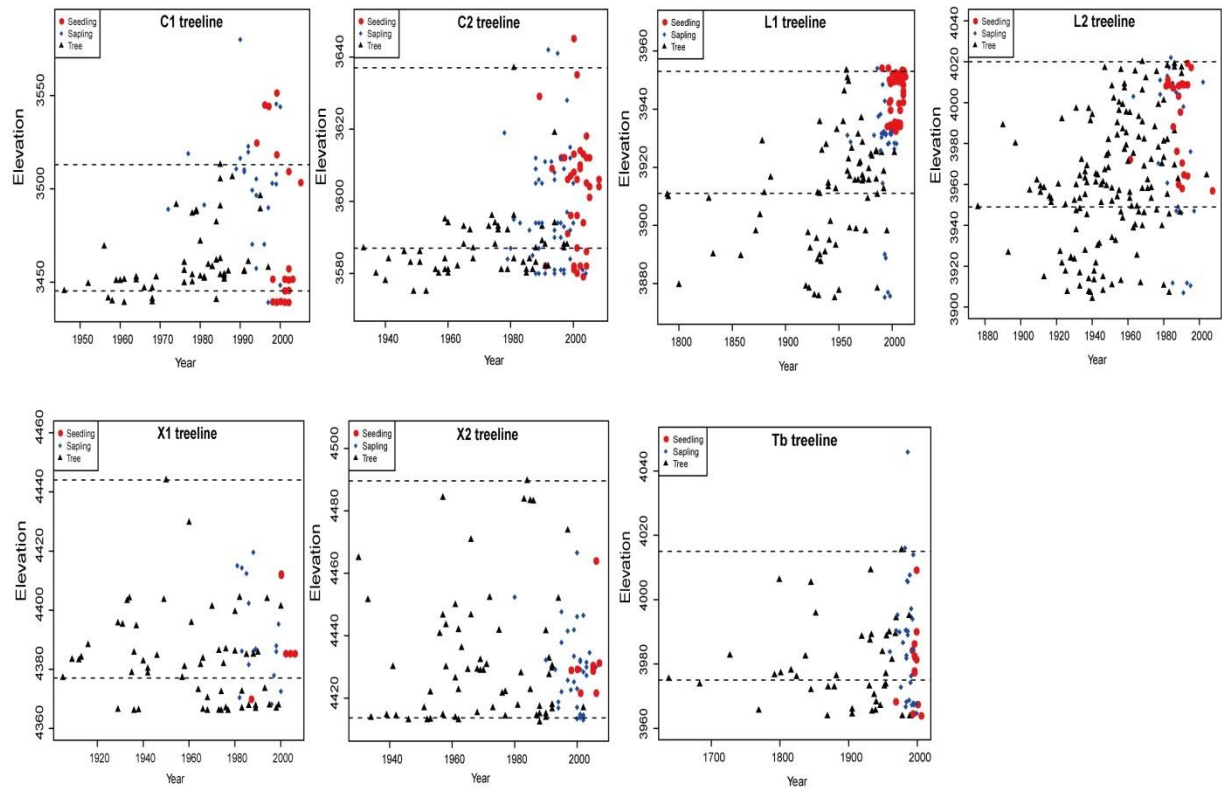 C1 treeline
Seedling
Sapling
Tree
Elevation
3450 3500 3550
1950 1960 1970 1980 1990 2000
Year
C2 treeline
Seedling
Sapling
Tree
Elevation
3580 3600 3620 3640
1940 1960 1980 2000
Year
L1 treeline
Seedling
Sapling
Tree
Elevation
3880 3900 3920 3940 3960
1800 1850 1900 1950 2000
Year
L2 treeline
Seedling
Sapling
Tree
Elevation
3900 3920 3940 3960 3980 4000 4020 4040
1880 1900 1920 1940 1960 1980 2000
Year
X1 treeline
Seedling
Sapling
Tree
Elevation
4360 4380 4400 4420 4440 4460
1920 1940 1960 1980 2000
Year
X2 treeline
Seedling
Sapling
Tree
Elevation
4420 4440 4460 4480 4500
1940 1960 1980 2000
Year
Tb treeline
Seedling
Sapling
Tree
Elevation
3960 3980 4000 4020 4040
1700 1800 1900 2000
Year